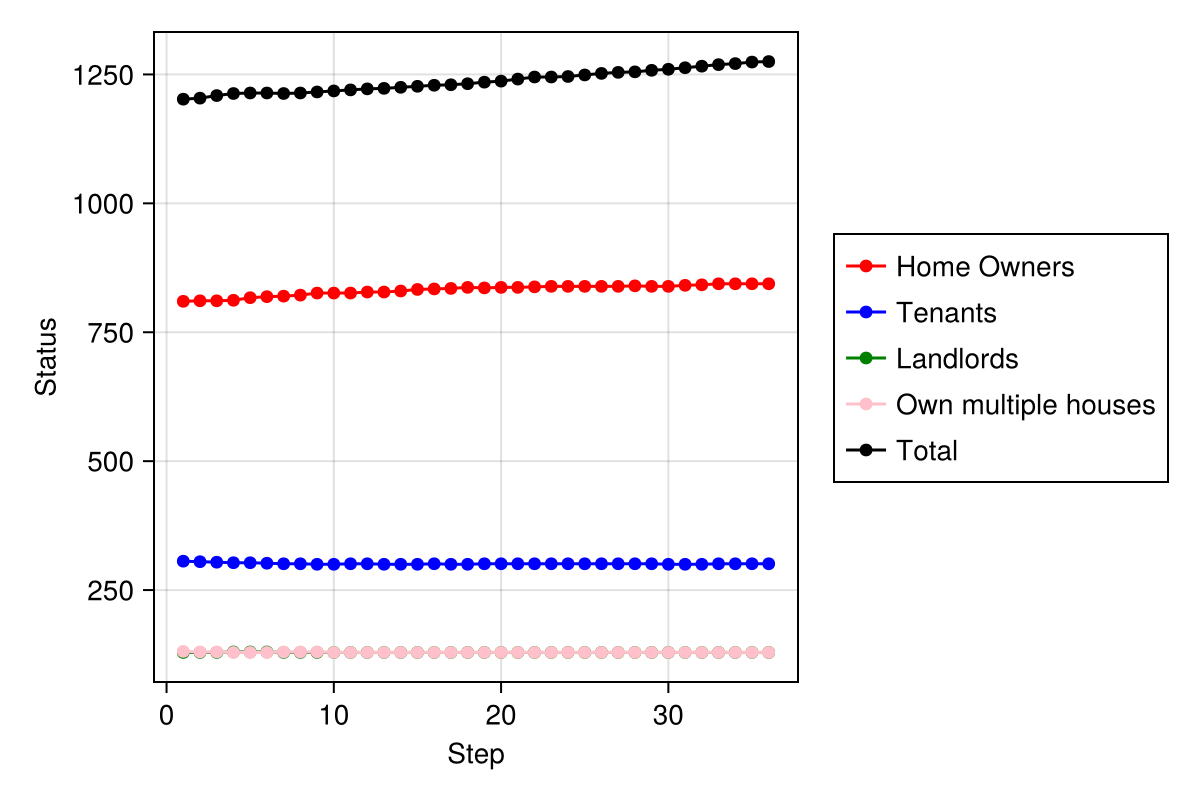 1250
1000
750
500
250
Status
0 10 20 30
Step
Home Owners
Tenants
Landlords
Own multiple houses
Total